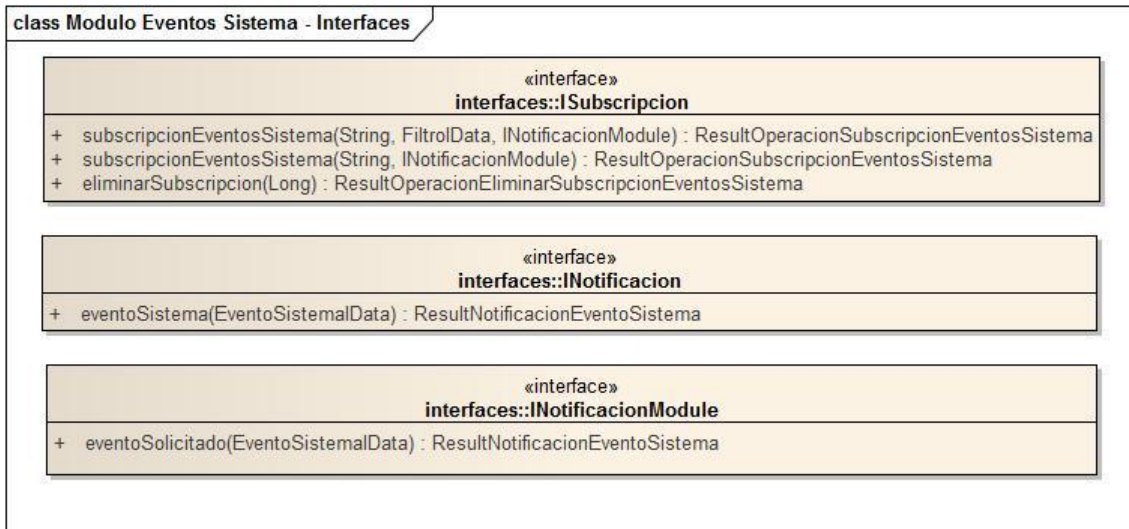 class Modulo Eventos Sistema - Interfaces
«interface»
interfaces::ISubscripcion
+ subscripcionEventosSistema(String, FiltroIData, INotificacionModule) : ResultOperacionSubscripcionEventosSistema
+ subscripcionEventosSistema(String, INotificacionModule) : ResultOperacionSubscripcionEventosSistema
+ eliminarSubscripcion(Long) : ResultOperacionEliminarSubscripcionEventosSistema
«interface»
interfaces::INotificacion
+ eventoSistema(EventoSistemaIData) : ResultNotificacionEventoSistema
«interface»
interfaces::INotificacionModule
+ eventoSolicitado(EventoSistemaIData) : ResultNotificacionEventoSistema